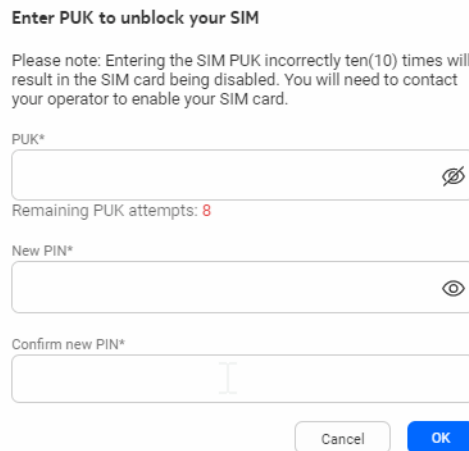 Enter PUK to unblock your SIM
Please note: Entering the SIM PUK incorrectly ten(10) times will
result in the SIM card being disabled. You will need to contact
your operator to enable your SIM card.
PUK*
Remaining PUK attempts: 8
New PIN*
Confirm new PIN*
Cancel
OK